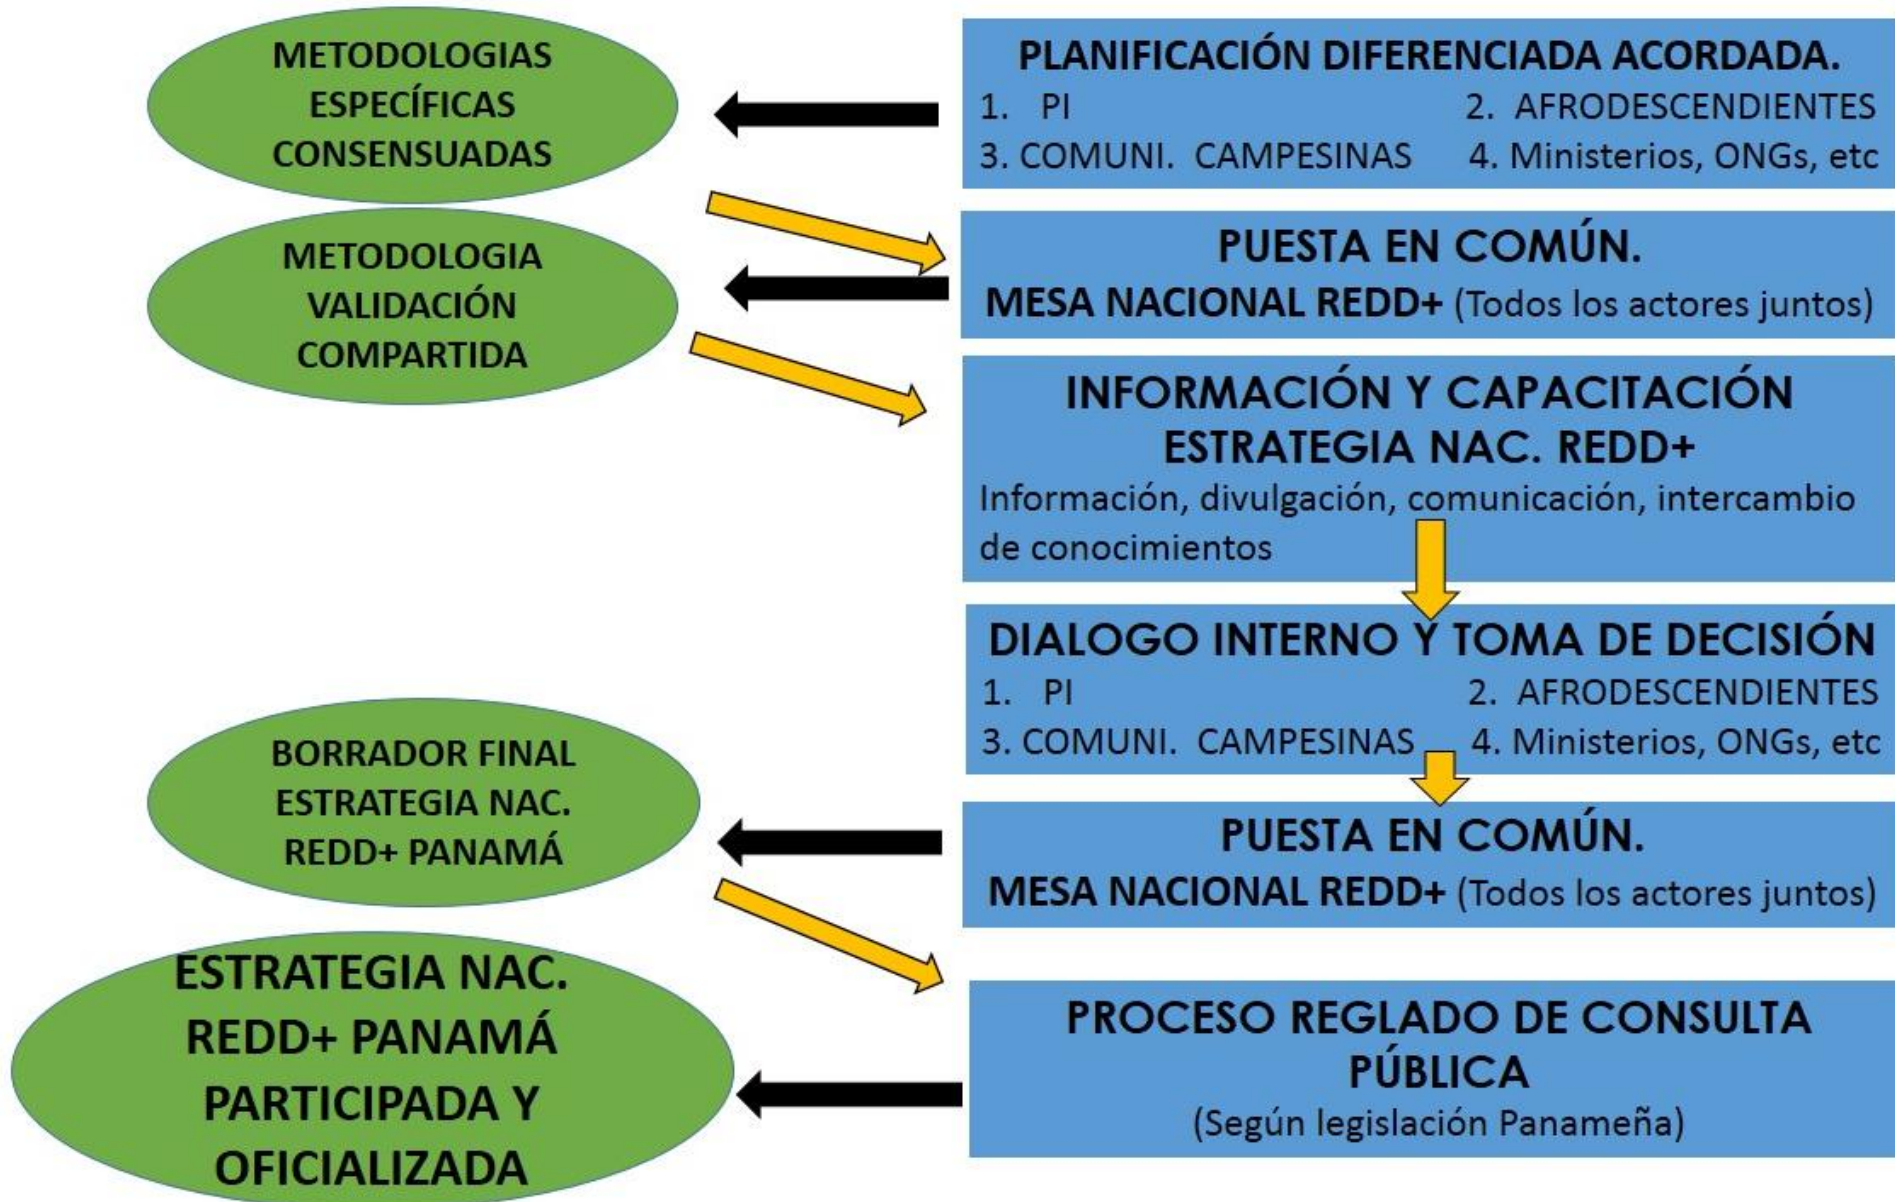 METODOLOGIAS
ESPECÍFICAS
CONSENSUADAS
PLANIFICACIÓN DIFERENCIADA ACORDADA.
1. PI 2. AFRODESCENDIENTES
3. COMUNI. CAMPESINAS 4. Ministerios, ONGs, etc
METODOLOGIA
VALIDACIÓN
COMPARTIDA
PUESTA EN COMÚN.
MESA NACIONAL REDD+ (Todos los actores juntos)
INFORMACIÓN Y CAPACITACIÓN
ESTRATEGIA NAC. REDD+
Información, divulgación, comunicación, intercambio
de conocimientos
DIALOGO INTERNO Y TOMA DE DECISIÓN
1. PI 2. AFRODESCENDIENTES
3. COMUNI. CAMPESINAS 4. Ministerios, ONGs, etc
BORRADOR FINAL
ESTRATEGIA NAC.
REDD+ PANAMÁ
PUESTA EN COMÚN.
MESA NACIONAL REDD+ (Todos los actores juntos)
ESTRATEGIA NAC.
REDD+ PANAMÁ
PARTICIPADA Y
OFICIALIZADA
PROCESO REGLADO DE CONSULTA
PÚBLICA
(Según legislación Panameña)